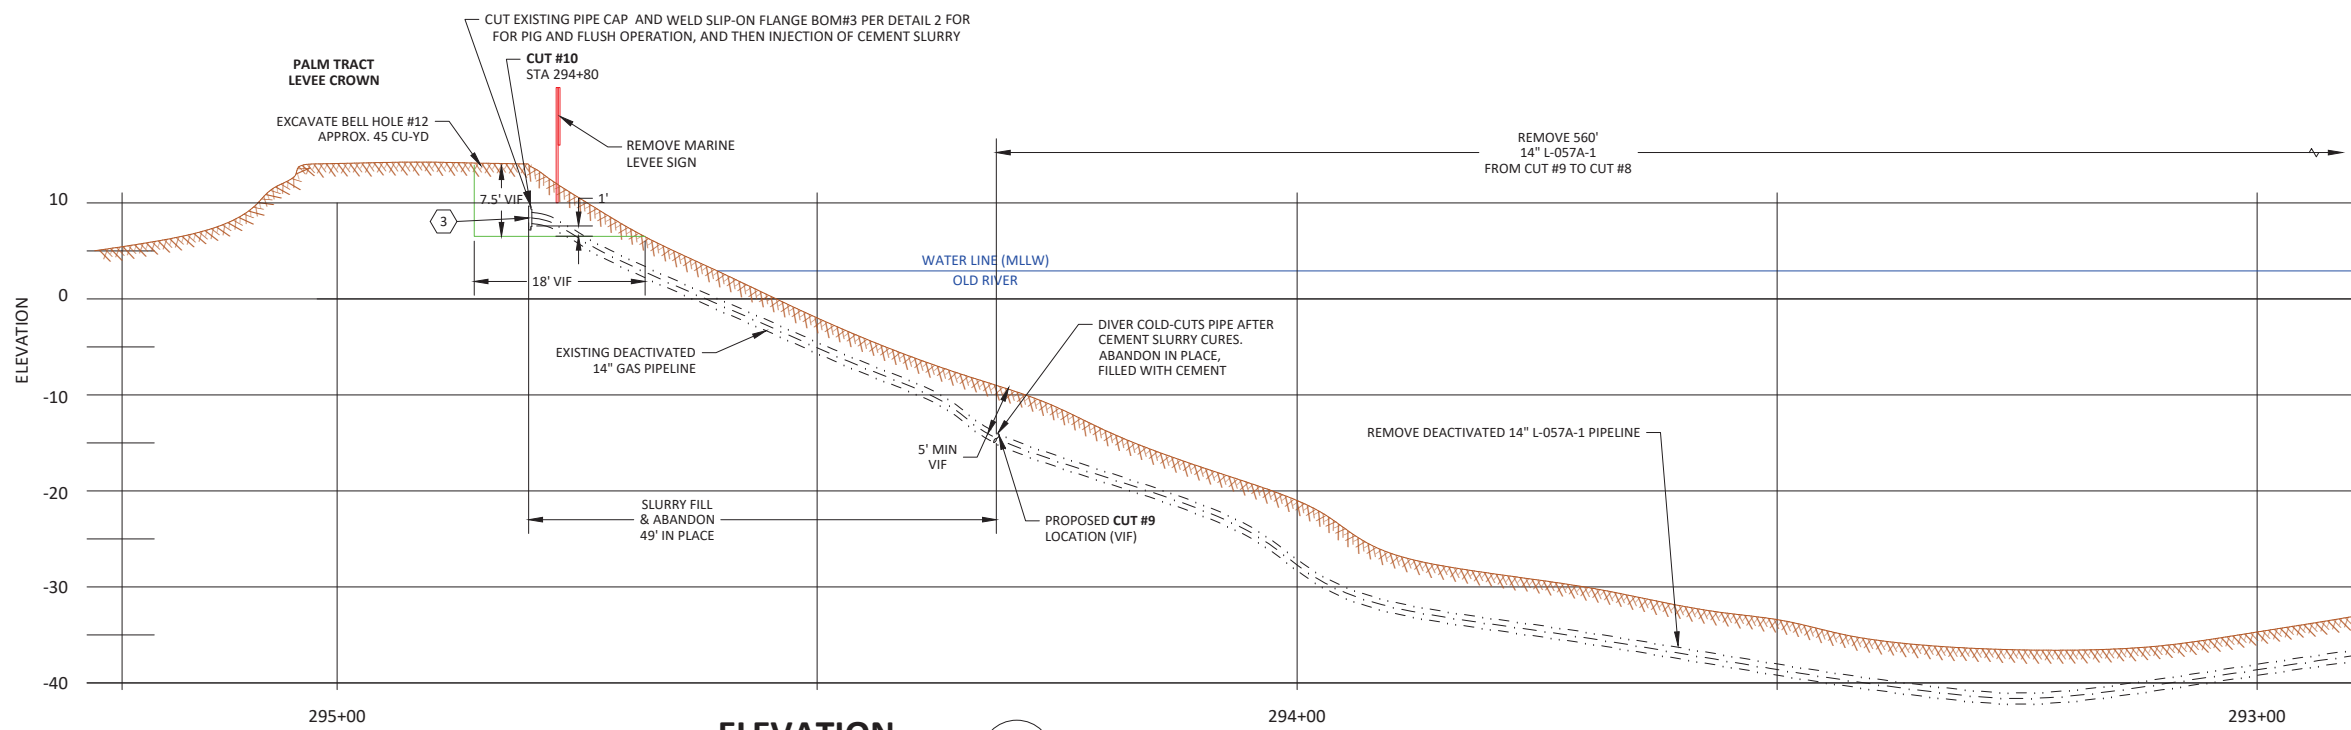 CUT EXISTING PIPE CAP AND WELD SLIP-ON FLANGE BOM#3 PER DETAIL 2 FOR
FOR PIG AND FLUSH OPERATION, AND THEN INJECTION OF CEMENT SLURRY
CUT #10
STA 294+80
PALM TRACT
LEVEE CROWN
EXCAVATE BELL HOLE #12
APPROX. 45 CU-YD
REMOVE MARINE
LEVEE SIGN
REMOVE 560'
14" L-057A-1
FROM CUT #9 TO CUT #8
7.5' VIF
1'
3
18' VIF
WATER LINE (MLLW)
OLD RIVER
EXISTING DEACTIVATED
14" GAS PIPELINE
DIVER COLD-CUTS PIPE AFTER
CEMENT SLURRY CURES.
ABANDON IN PLACE,
FILLED WITH CEMENT
5' MIN
VIF
REMOVE DEACTIVATED 14" L-057A-1 PIPELINE
SLURRY FILL
& ABANDON
49' IN PLACE
PROPOSED CUT #9
LOCATION (VIF)
ELEVATION
10
0
-10
-20
-30
-40
295+00
294+00
293+00
ELEVATION